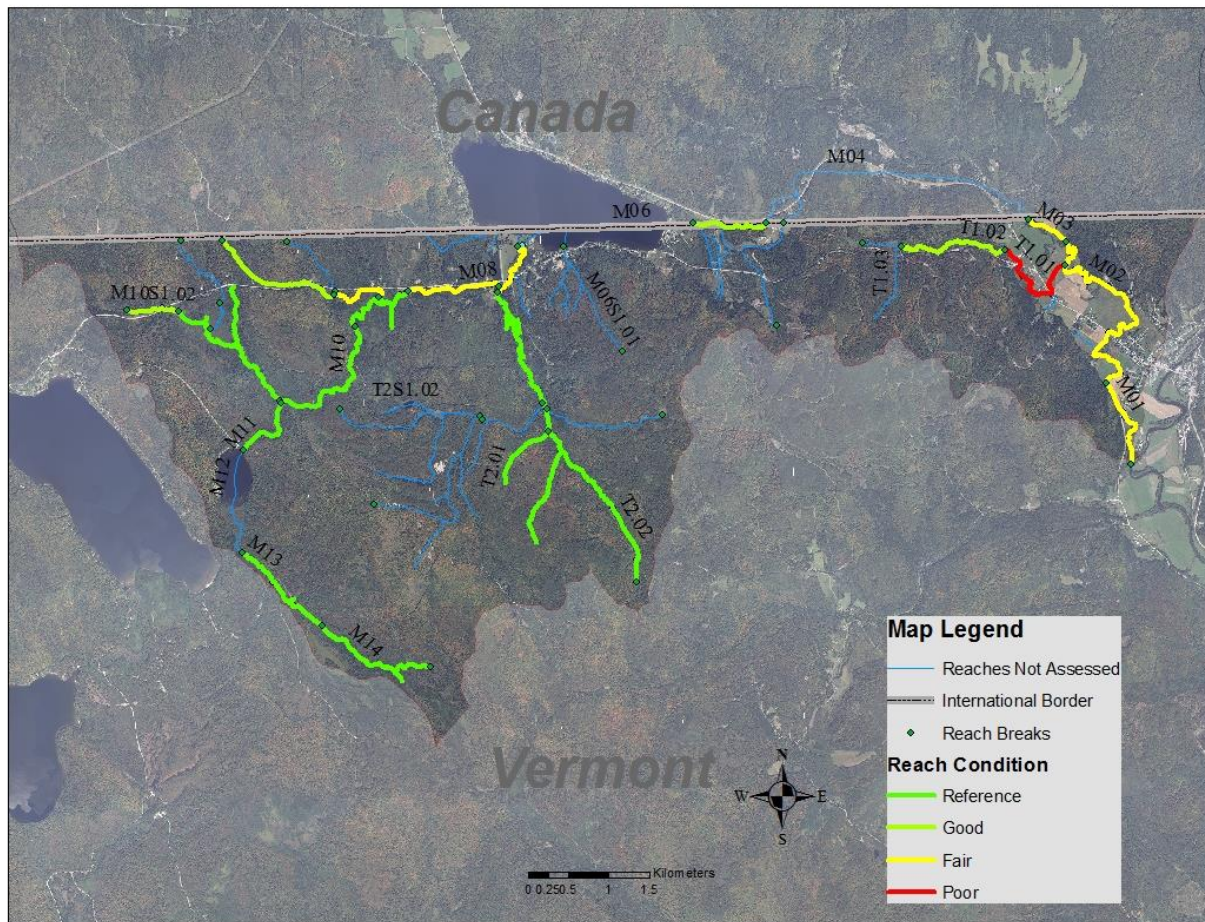 Canada
M04
M06
M03
T1.02
T1.01
M02
M08
T1.03
M10S1.02
M06S1.01
M10
T2S1.02
M01
M11
T2.01
M12
T2.02
M13
M14
Map Legend
Reaches Not Assessed
International Border
Reach Breaks
Reach Condition
Reference
Good
Fair
Poor
Vermont
N
W E
S
Kilometers
0 0.250.5 1 1.5